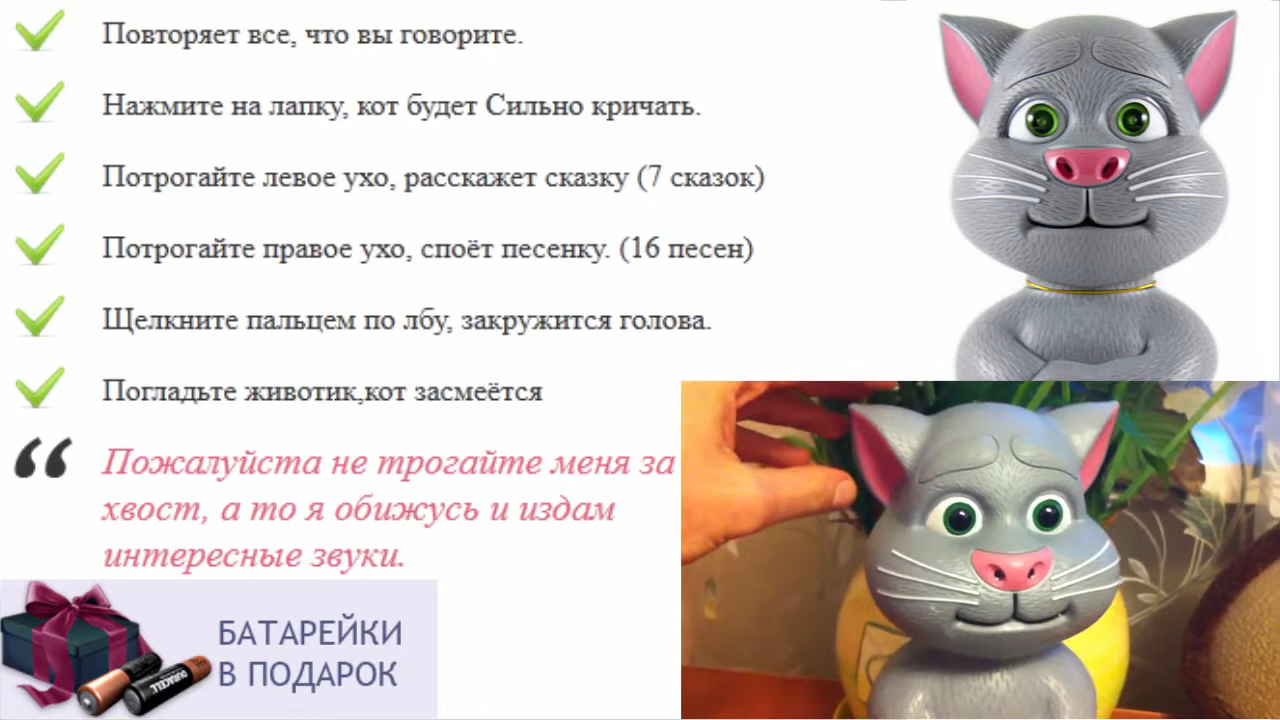 Повторяет все, что вы говорите.
Нажмите на лапку, кот будет Сильно кричать.
Потрогайте левое ухо, расскажет сказку (7 сказок)
Потрогайте правое ухо, споёт песенку. (16 песен)
Щелкните пальцем по лбу, закружится голова.
Погладьте животик,кот засмеётся
“ Пожалуйста не трогайте меня за
хвост, а то я обижусь и издам
интересные звуки.
БАТАРЕЙКИ
В ПОДАРОК
DURACELL